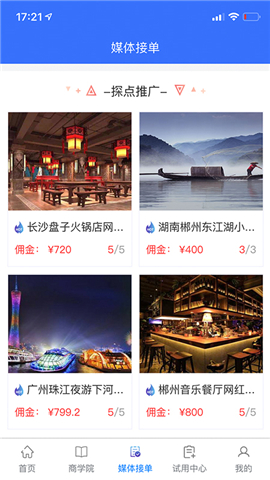 17:21
媒体接单
–探点推广–
长沙盘子火锅店网...
佣金：¥720 5/5
湖南郴州东江湖小...
佣金：¥400 3/3
广州珠江夜游下河...
佣金：¥799.2 5/5
郴州音乐餐厅网红...
佣金：¥800 5/5
首页
商学院
媒体接单
试用中心
我的